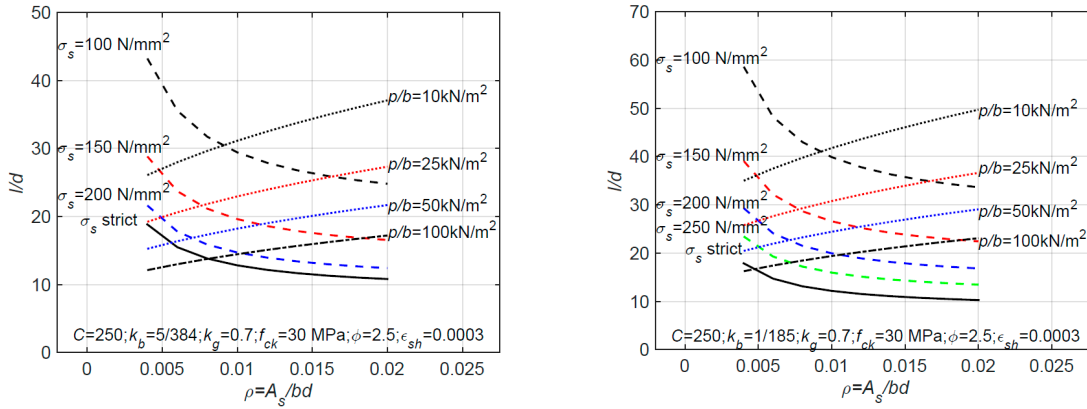 50
40
30
20
10
0
l/d
σs=100 N/mm²
σs=150 N/mm²
σs=200 N/mm²
σs strict
p/b=10kN/m²
p/b=25kN/m²
p/b=50kN/m²
p/b=100kN/m²
C=250;kb=5/384;kg=0.7;fck=30 MPa;ϕ=2.5;ϵsh=0.0003
0 0.005 0.01 0.015 0.02 0.025
ρ=As/bd
70
60
50
40
30
20
10
0
l/d
σs=100 N/mm²
σs=150 N/mm²
σs=200 N/mm²
σs=250 N/mm²
σs strict
p/b=10kN/m²
p/b=25kN/m²
p/b=50kN/m²
p/b=100kN/m²
C=250;kb=1/185;kg=0.7;fck=30 MPa;ϕ=2.5;ϵsh=0.0003
0 0.005 0.01 0.015 0.02 0.025
ρ=As/bd